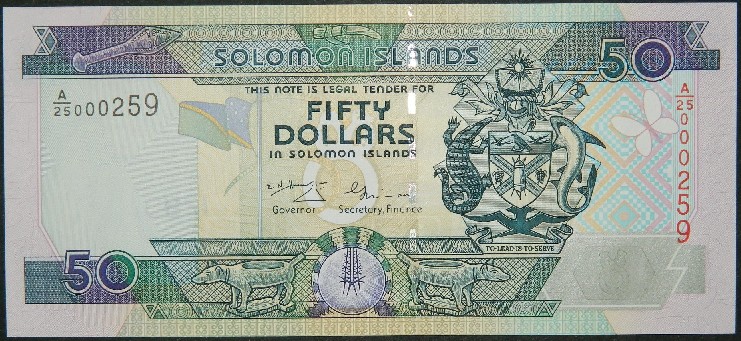 SOLOMON ISLANDS
50
A/25 000259
THIS NOTE IS LEGAL TENDER FOR
FIFTY
DOLLARS
IN SOLOMON ISLANDS
Governor Secretary, Finance
A/25 000259
TO LEAD IS TO SERVE
50